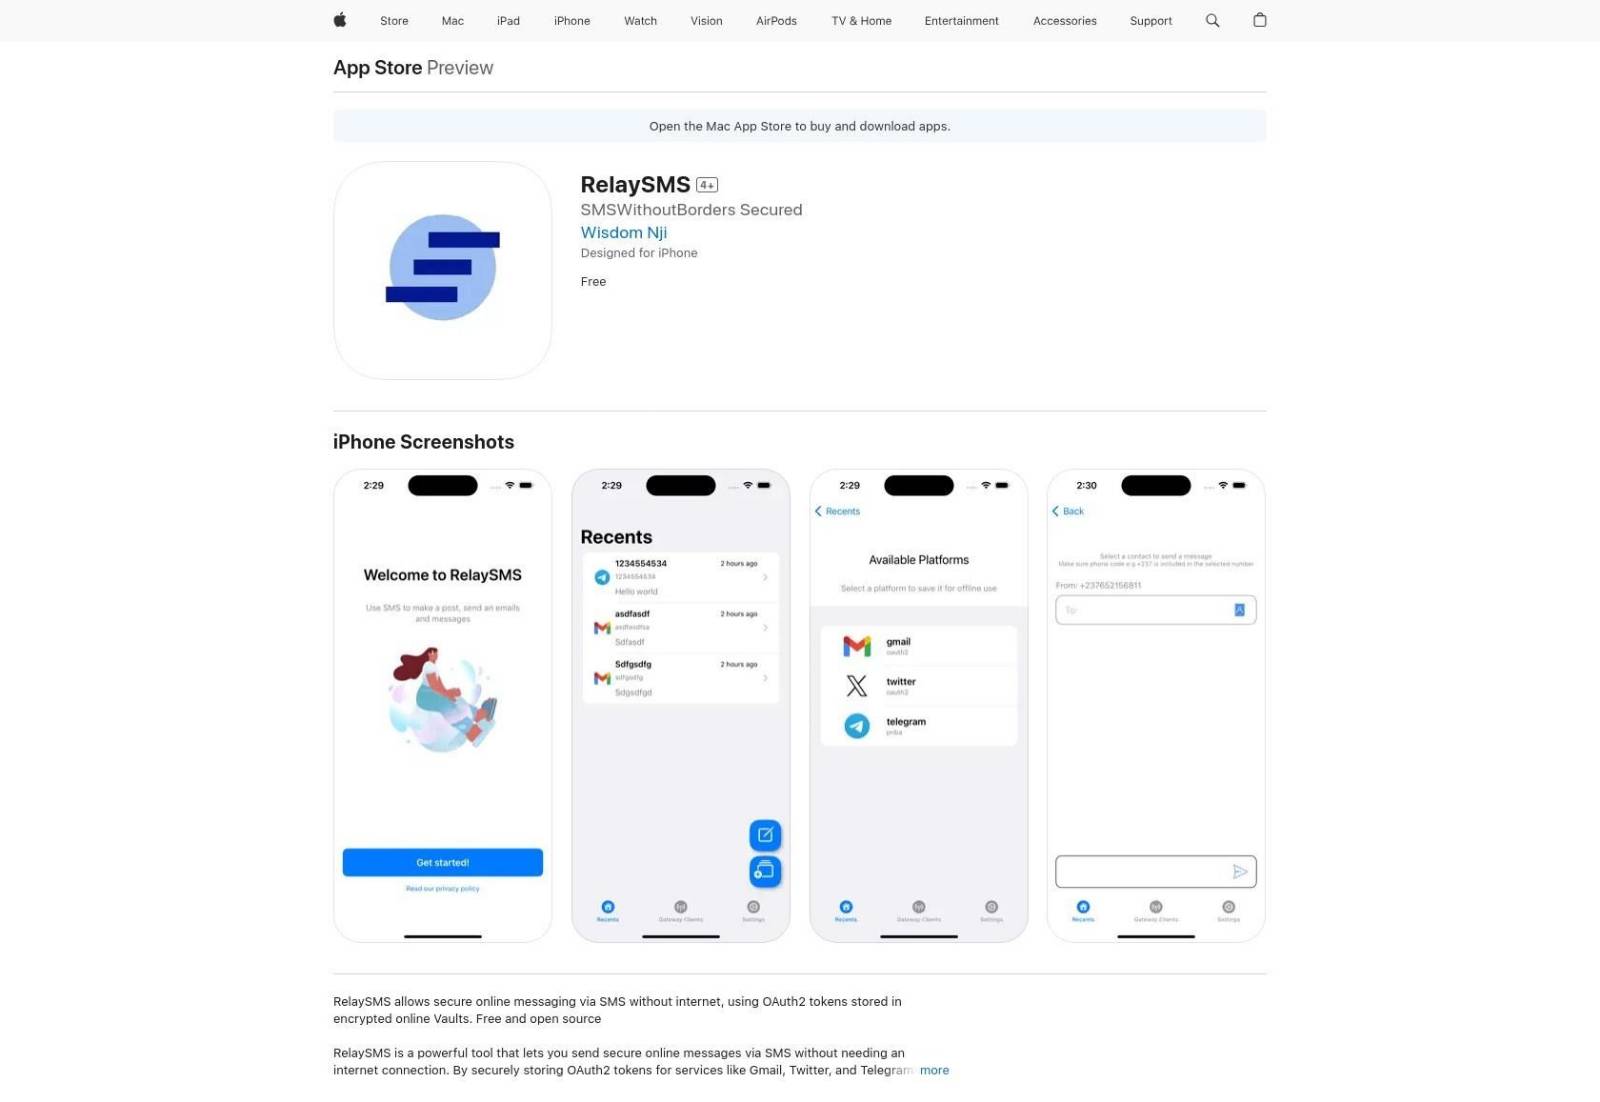 Store Mac iPad iPhone Watch Vision AirPods TV & Home Entertainment Accessories Support
App Store Preview
Open the Mac App Store to buy and download apps.
RelaySMS 4+
SMSWithoutBorders Secured
Wisdom Nji
Designed for iPhone
Free
iPhone Screenshots
2:29
Welcome to RelaySMS
Use SMS to make a post, send an emails
and messages
Get started!
Read our privacy policy
2:29
Recents
1234554534 2 hours ago
1234554534
Hello world
asdfasdf 2 hours ago
Sdfasdf
Sdfgsdfg 2 hours ago
sdfgsdfg
Sdgsdfgd
Recents Gateway Clients Settings
2:29
Recents
Available Platforms
Select a platform to save it for offline use
gmail
oauth2
twitter
oauth2
telegram
pnba
Recents Gateway Clients Settings
2:30
Back
Select a contact to send a message
Make sure phone code e.g +237 is included in the selected number
From: +237652156811
To:
Recents Gateway Clients Settings
RelaySMS allows secure online messaging via SMS without internet, using OAuth2 tokens stored in
encrypted online Vaults. Free and open source
RelaySMS is a powerful tool that lets you send secure online messages via SMS without needing an
internet connection. By securely storing OAuth2 tokens for services like Gmail, Twitter, and Telegram more